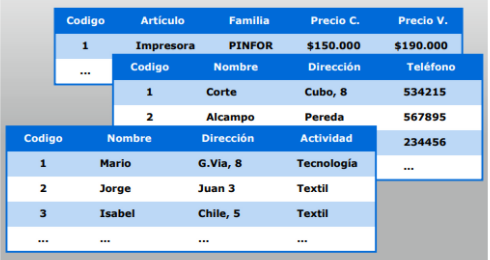 Codigo Artículo Familia Precio C. Precio V.
1 Impresora PINFOR $150.000 $190.000
...
Codigo Nombre Dirección Teléfono
1 Corte Cubo, 8 534215
2 Alcampo Pereda 567895
234456
...
Codigo Nombre Dirección Actividad
1 Mario G.Via, 8 Tecnología
2 Jorge Juan 3 Textil
3 Isabel Chile, 5 Textil
... ... ... ...